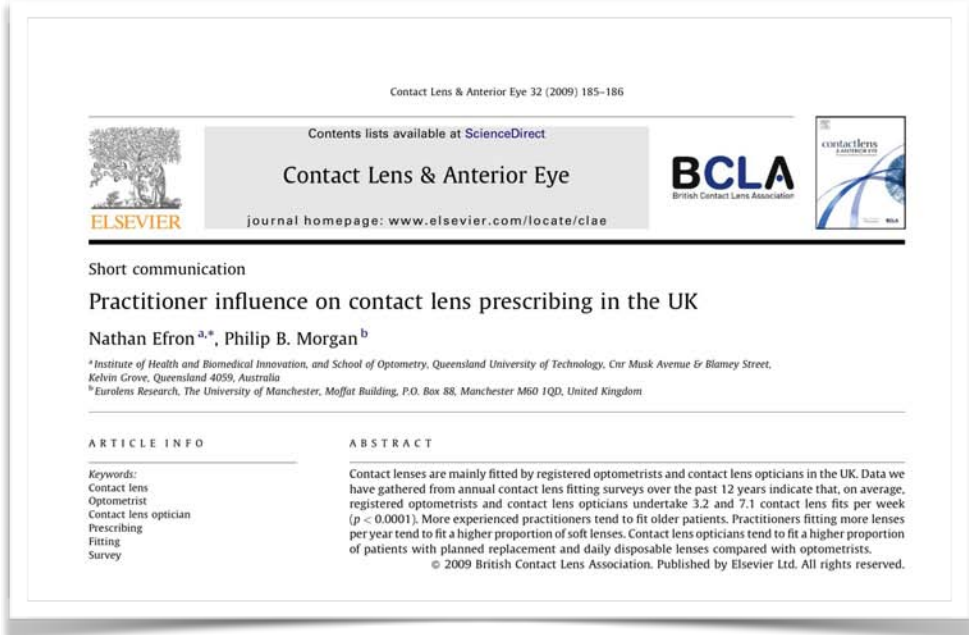 Contact Lens & Anterior Eye 32 (2009) 185–186
Contents lists available at ScienceDirect
Contact Lens & Anterior Eye
journal homepage: www.elsevier.com/locate/clae
ELSEVIER
BCLA
British Contact Lens Association
contactlens
& ANTERIOR EYE
BCLA
Short communication
Practitioner influence on contact lens prescribing in the UK
Nathan Efron a,*, Philip B. Morgan b
a Institute of Health and Biomedical Innovation, and School of Optometry, Queensland University of Technology, Cnr Musk Avenue & Blamey Street,
Kelvin Grove, Queensland 4059, Australia
b Eurolens Research, The University of Manchester, Moffat Building, P.O. Box 88, Manchester M60 1QD, United Kingdom
ARTICLE INFO
Keywords:
Contact lens
Optometrist
Contact lens optician
Prescribing
Fitting
Survey
ABSTRACT
Contact lenses are mainly fitted by registered optometrists and contact lens opticians in the UK. Data we
have gathered from annual contact lens fitting surveys over the past 12 years indicate that, on average,
registered optometrists and contact lens opticians undertake 3.2 and 7.1 contact lens fits per week
(p < 0.0001). More experienced practitioners tend to fit older patients. Practitioners fitting more lenses
per year tend to fit a higher proportion of soft lenses. Contact lens opticians tend to fit a higher proportion
of patients with planned replacement and daily disposable lenses compared with optometrists.
© 2009 British Contact Lens Association. Published by Elsevier Ltd. All rights reserved.